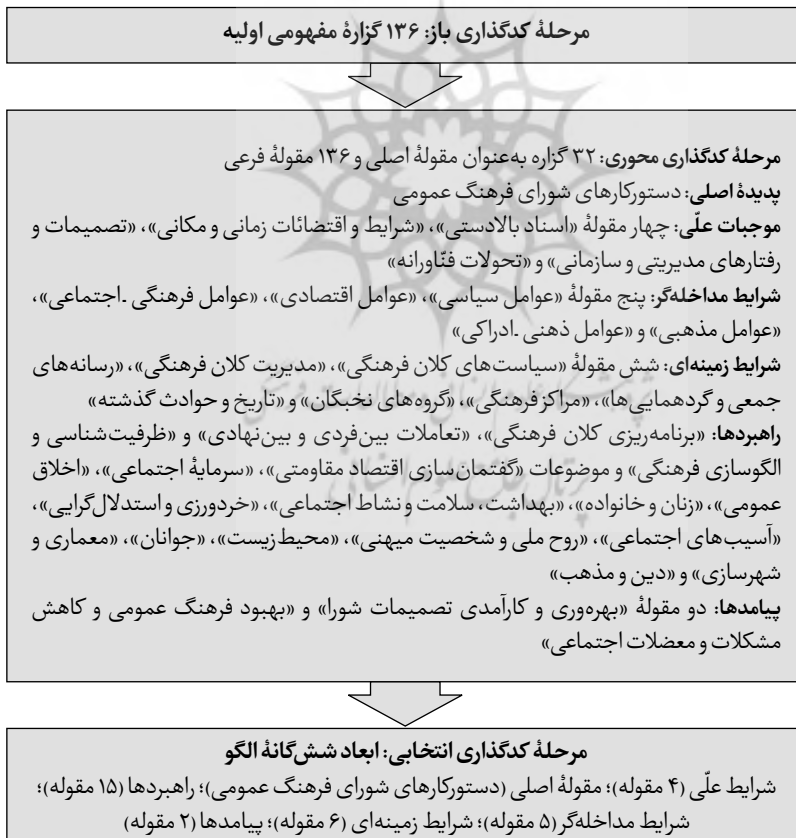 مرحلهٔ کدگذاری باز: ۱۳۶ گزارهٔ مفهومی اولیه
مرحلهٔ کدگذاری محوری: ۳۲ گزاره به‌عنوان مقولهٔ اصلی و ۱۳۶ مقولهٔ فرعی
پدیدهٔ اصلی: دستورکارهای شورای فرهنگ عمومی
موجبات علّی: چهار مقولهٔ «اسناد بالادستی»، «شرایط و اقتضائات زمانی و مکانی»، «تصمیمات و
رفتارهای مدیریتی و سازمانی» و «تحولات فنّاورانه»
شرایط مداخله‌گر: پنج مقولهٔ «عوامل سیاسی»، «عوامل اقتصادی»، «عوامل فرهنگی ـ اجتماعی»،
«عوامل مذهبی» و «عوامل ذهنی ـ ادراکی»
شرایط زمینه‌ای: شش مقولهٔ «سیاست‌های کلان فرهنگی»، «مدیریت کلان فرهنگی»، «رسانه‌های
جمعی و گردهمایی‌ها»، «مراکز فرهنگی»، «گروه‌های نخبگان» و «تاریخ و حوادث گذشته»
راهبردها: «برنامه‌ریزی کلان فرهنگی»، «تعاملات بین‌فردی و بین‌نهادی» و «ظرفیت‌شناسی و
الگوسازی فرهنگی» و موضوعات «گفتمان‌سازی اقتصاد مقاومتی»، «سرمایهٔ اجتماعی»، «اخلاق
عمومی»، «زنان و خانواده»، «بهداشت، سلامت و نشاط اجتماعی»، «خردورزی و استدلال‌گرایی»،
«آسیب‌های اجتماعی»، «روح ملی و شخصیت میهنی»، «محیط‌زیست»، «جوانان»، «معماری و
شهرسازی» و «دین و مذهب»
پیامدها: دو مقولهٔ «بهره‌وری و کارآمدی تصمیمات شورا» و «بهبود فرهنگ عمومی و کاهش
مشکلات و معضلات اجتماعی»
مرحلهٔ کدگذاری انتخابی: ابعاد شش‌گانهٔ الگو
شرایط علّی (۴ مقوله)؛ مقولهٔ اصلی (دستورکارهای شورای فرهنگ عمومی)؛ راهبردها (۱۵ مقوله)؛
شرایط مداخله‌گر (۵ مقوله)؛ شرایط زمینه‌ای (۶ مقوله)؛ پیامدها (۲ مقوله)